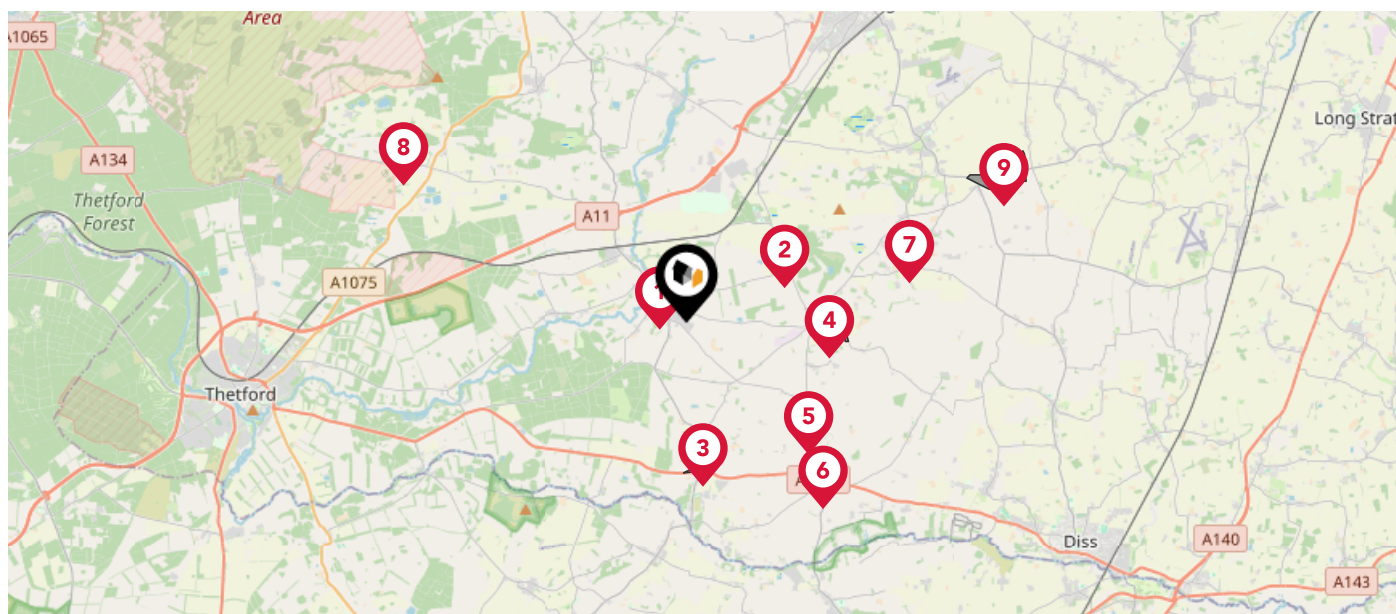 Area
A1065
Long Strat
8
A134
9
Thetford
Forest
A11
2
7
A1075
1
4
Thetford
5
3
6
A140
Diss
A143